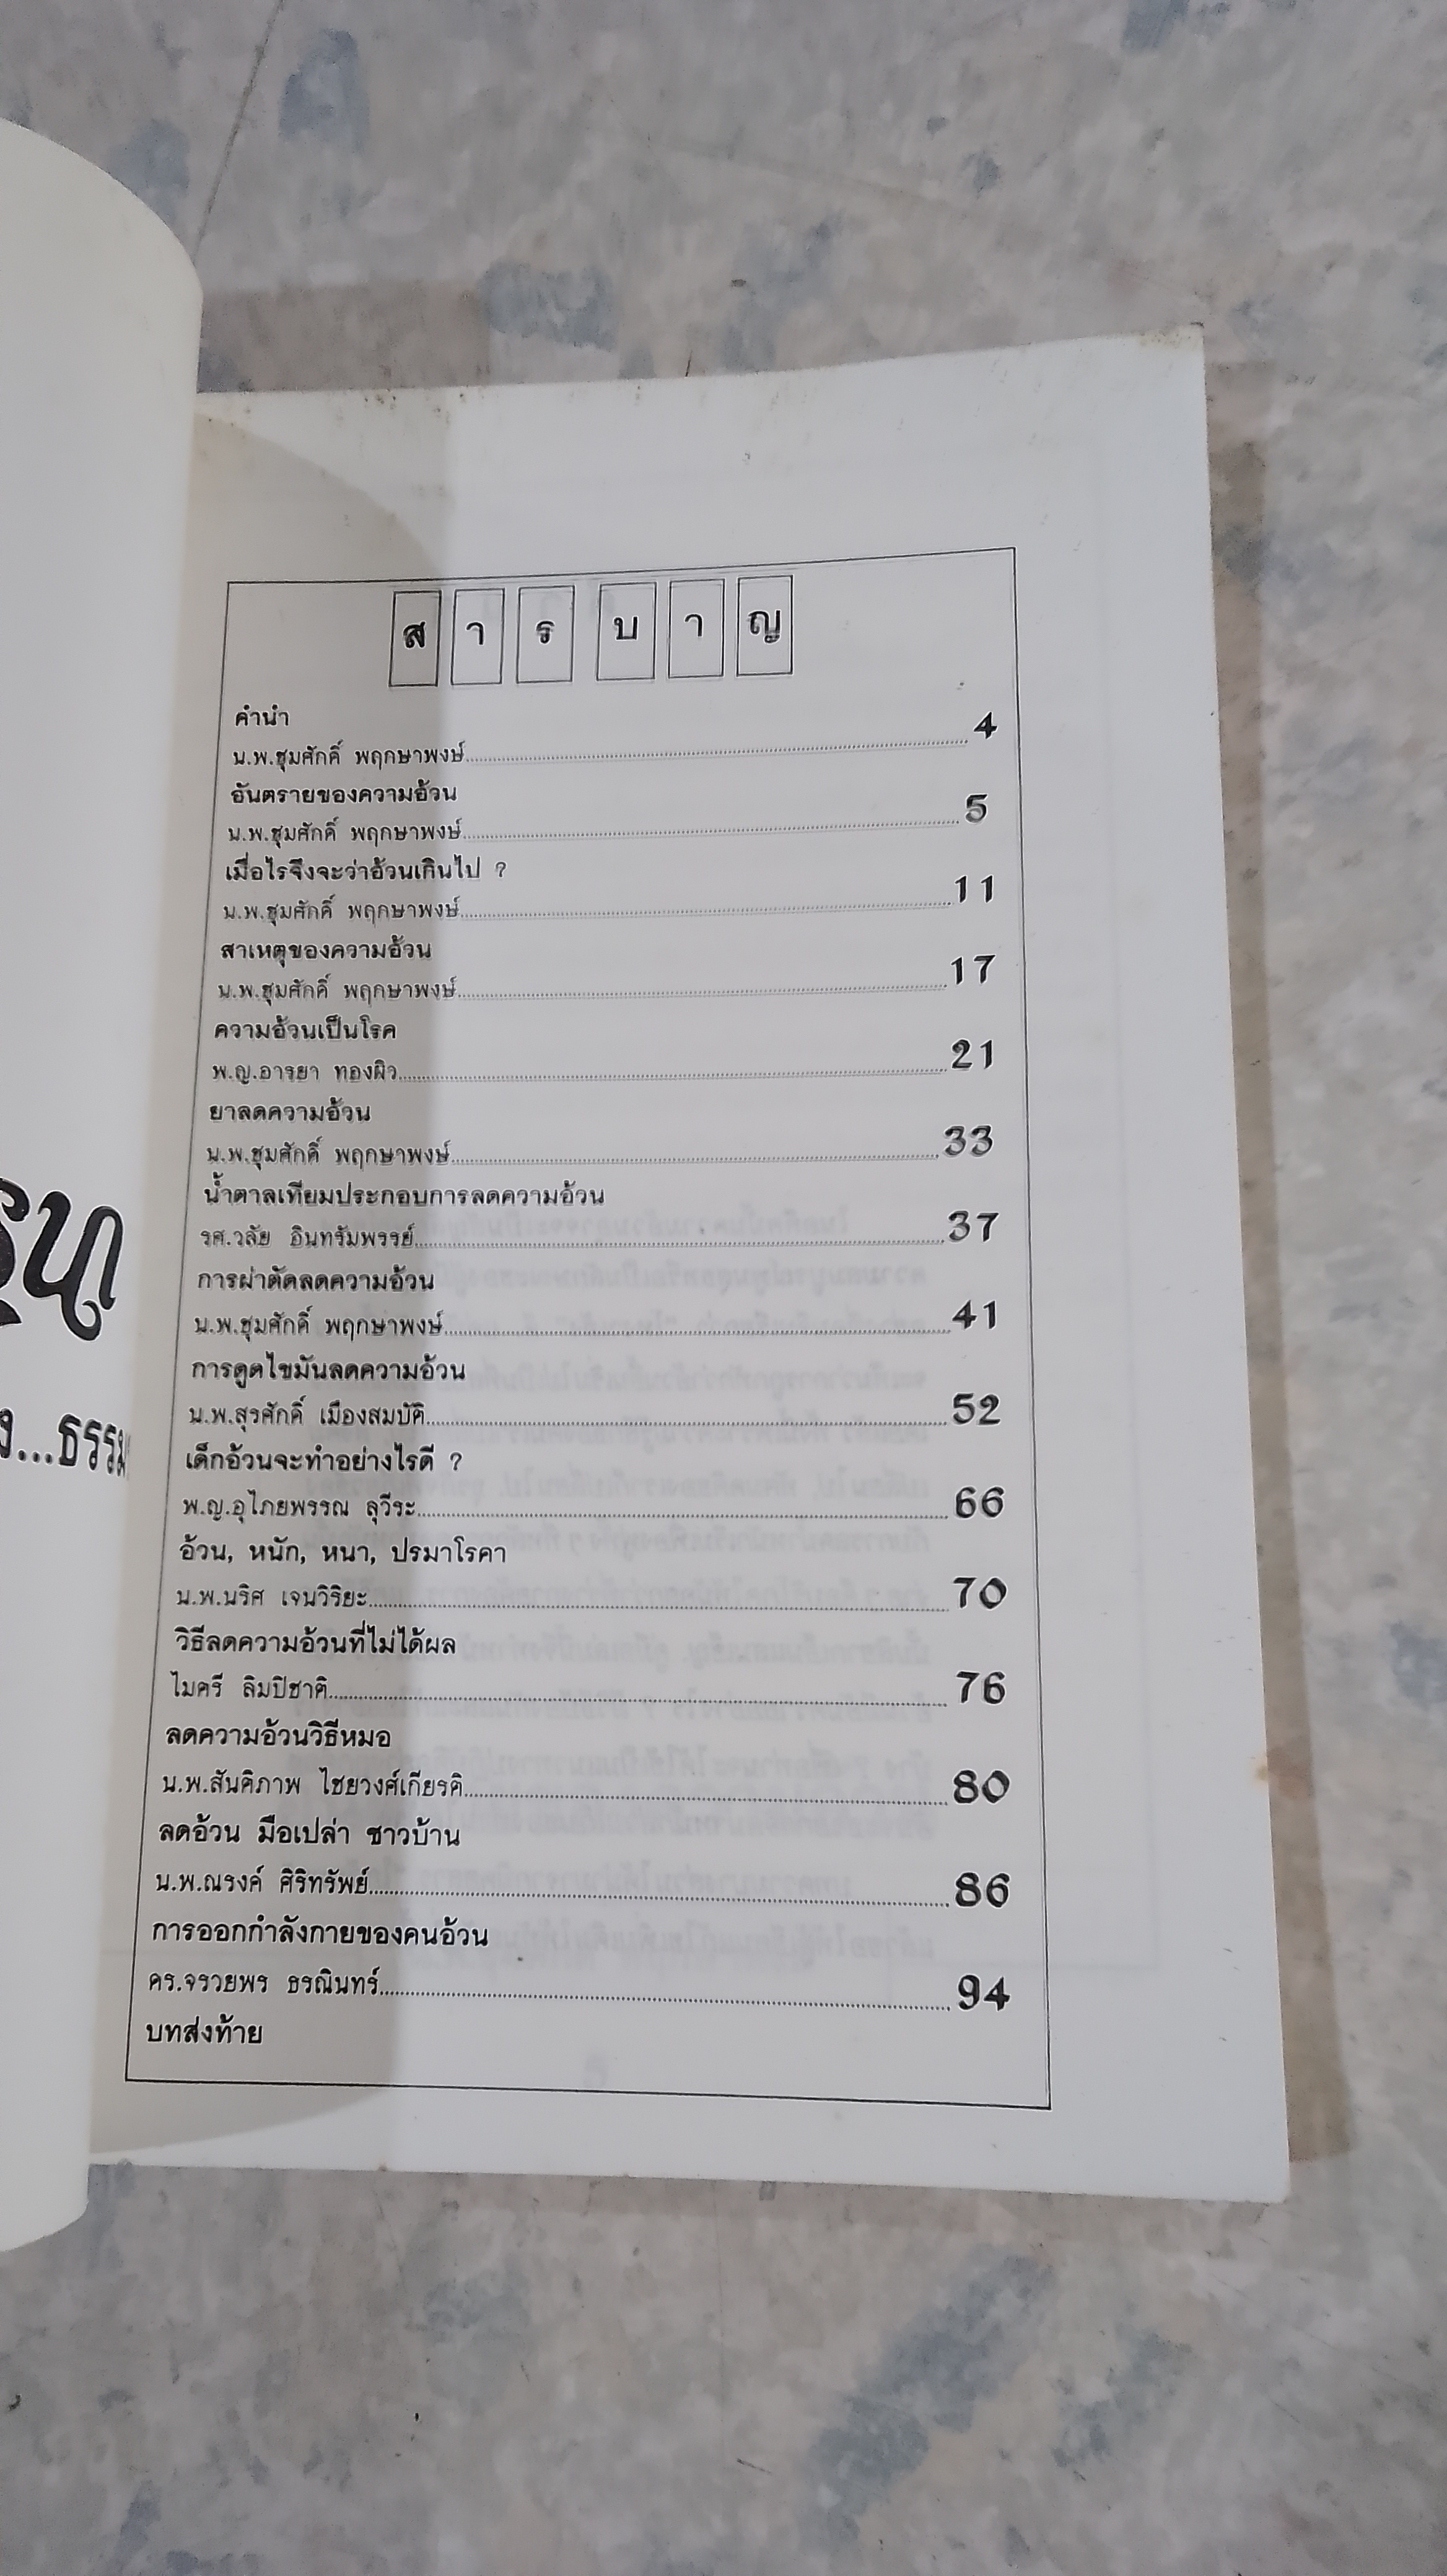 สารบาญ
คำนำ
น.พ.ชุมศักดิ์ พฤกษาพงษ์........4
อันตรายของความอ้วน
น.พ.ชุมศักดิ์ พฤกษาพงษ์........5
เมื่อไรจึงจะว่าอ้วนเกินไป ?
น.พ.ชุมศักดิ์ พฤกษาพงษ์........11
สาเหตุของความอ้วน
น.พ.ชุมศักดิ์ พฤกษาพงษ์........17
ความอ้วนเป็นโรค
พ.ญ.อารยา ทองผิว........21
ยาลดความอ้วน
น.พ.ชุมศักดิ์ พฤกษาพงษ์........33
น้ำตาลเทียมประกอบการลดความอ้วน
รศ.วลัย อินทรัมพรรย์........37
การผ่าตัดลดความอ้วน
น.พ.ชุมศักดิ์ พฤกษาพงษ์........41
การดูดไขมันลดความอ้วน
น.พ.สุรศักดิ์ เมืองสมบัติ........52
เด็กอ้วนจะทำอย่างไรดี ?
พ.ญ.อุไภยพรรณ ลุวีระ........66
อ้วน, หนัก, หนา, ปรมาโรคา
น.พ.นริศ เจนวิริยะ........70
วิธีลดความอ้วนที่ไม่ได้ผล
ไมตรี ลิมปิชาติ........76
ลดความอ้วนวิธีหมอ
น.พ.สันติภาพ ไชยวงศ์เกียรติ........80
ลดอ้วน มือเปล่า ชาวบ้าน
น.พ.ณรงค์ ศิริทรัพย์........86
การออกกำลังกายของคนอ้วน
ดร.จรวยพร ธรณินทร์........94
บทส่งท้าย
...ธรรม